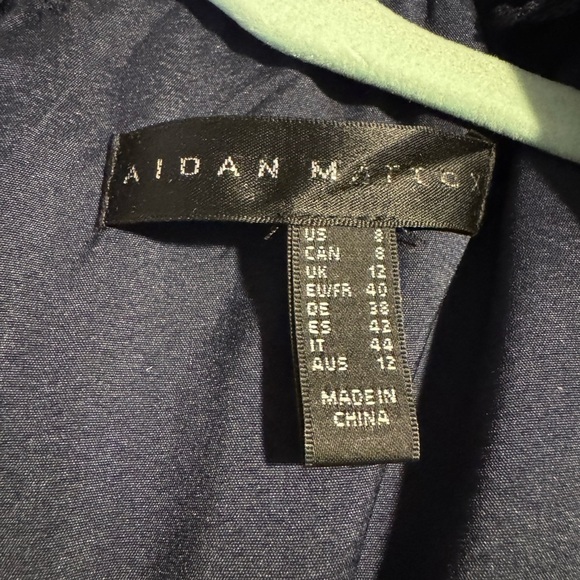 AIDAN MATTOX
US 8
CAN 8
UK 12
EU/FR 40
DE 38
ES 42
IT 44
AUS 12
MADE IN
CHINA